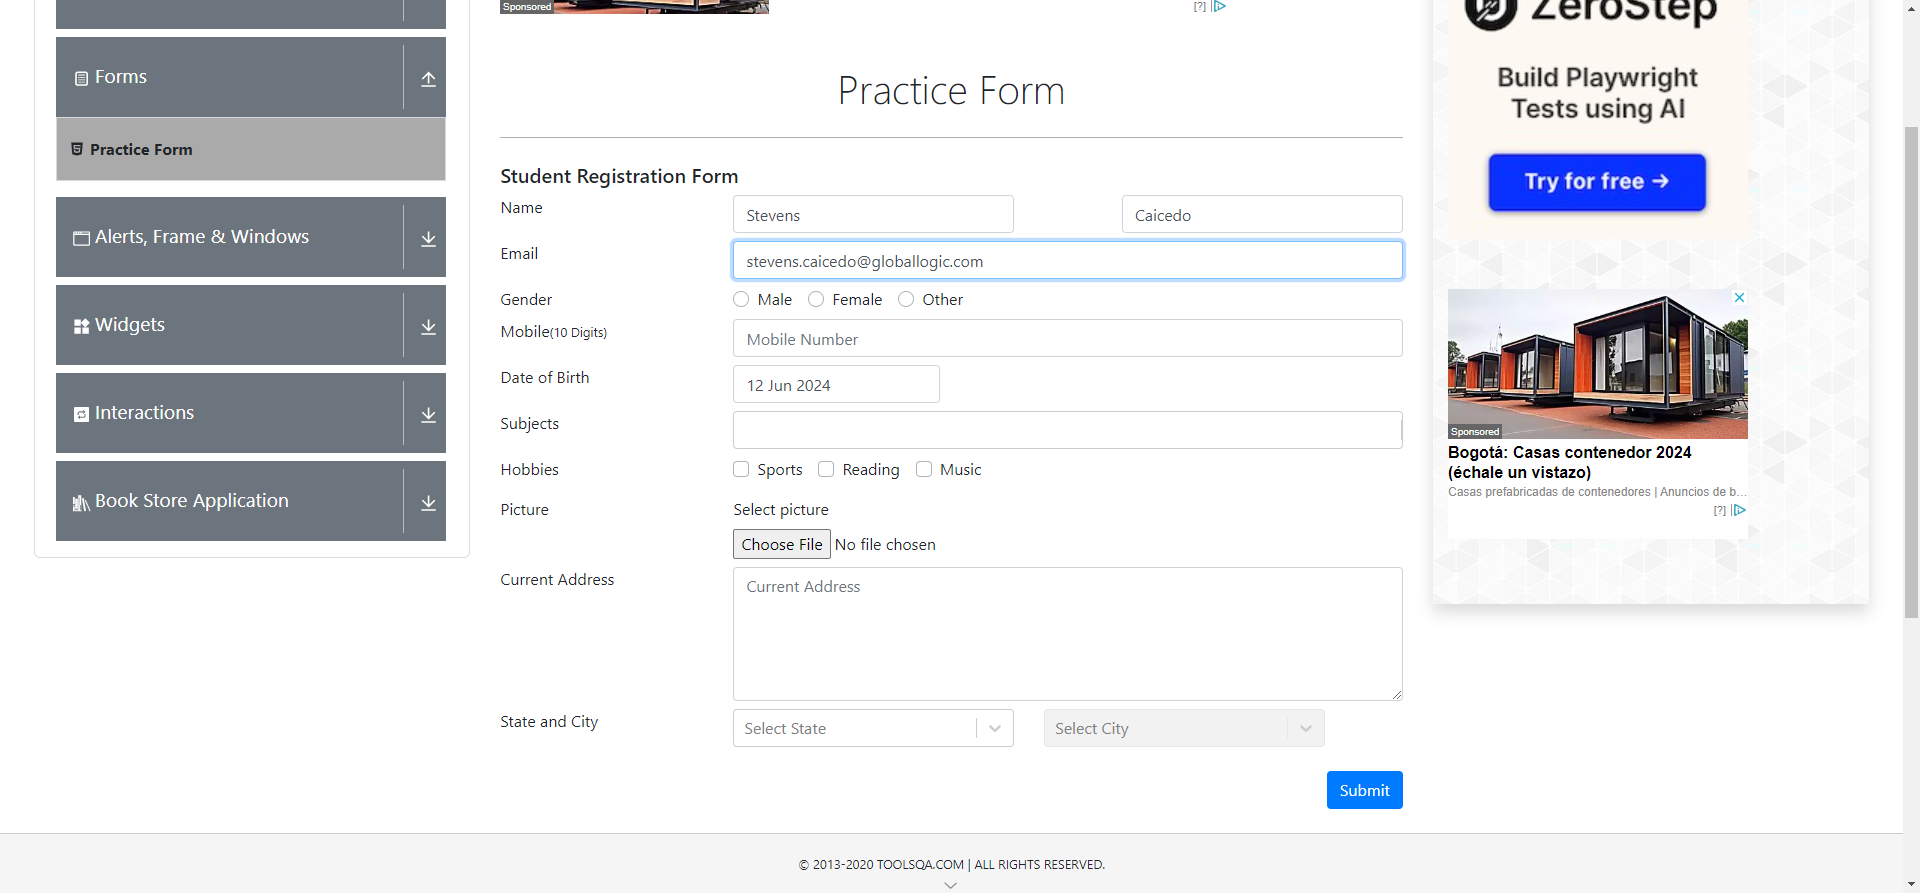 Sponsored
[?]
ZeroStep
Forms
Practice Form
Build Playwright
Tests using AI
Practice Form
Try for free →
Student Registration Form
Name
Stevens
Caicedo
Alerts, Frame & Windows
Email
stevens.caicedo@globallogic.com
Gender
Male
Female
Other
Widgets
Mobile(10 Digits)
Mobile Number
Date of Birth
12 Jun 2024
Interactions
Subjects
Sponsored
Bogotá: Casas contenedor 2024
(échale un vistazo)
Casas prefabricadas de contenedores | Anuncios de b...
[?]
Hobbies
Sports
Reading
Music
Book Store Application
Picture
Select picture
Choose File No file chosen
Current Address
Current Address
State and City
Select State
Select City
Submit
© 2013-2020 TOOLSQA.COM | ALL RIGHTS RESERVED.